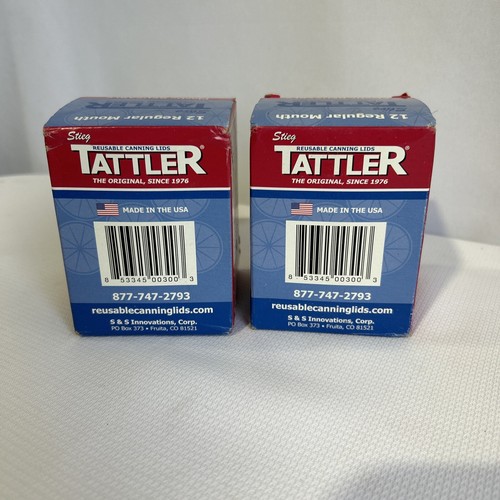 TATTLER
12 Regular Mouth
Stieg
REUSABLE CANNING LIDS
TATTLER®
THE ORIGINAL, SINCE 1976
MADE IN THE USA
8 53345 00300 3
877-747-2793
reusablecanninglids.com
S & S Innovations, Corp.
PO Box 373 • Fruita, CO 81521
TATTLER
12 Regular Mouth
Stieg
REUSABLE CANNING LIDS
TATTLER®
THE ORIGINAL, SINCE 1976
MADE IN THE USA
8 53345 00300 3
877-747-2793
reusablecanninglids.com
S & S Innovations, Corp.
PO Box 373 • Fruita, CO 81521